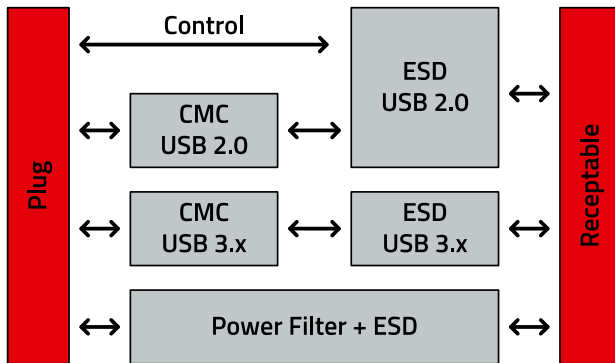 Control
ESD
USB 2.0
CMC
USB 2.0
Plug
Receptable
CMC
USB 3.x
ESD
USB 3.x
Power Filter + ESD